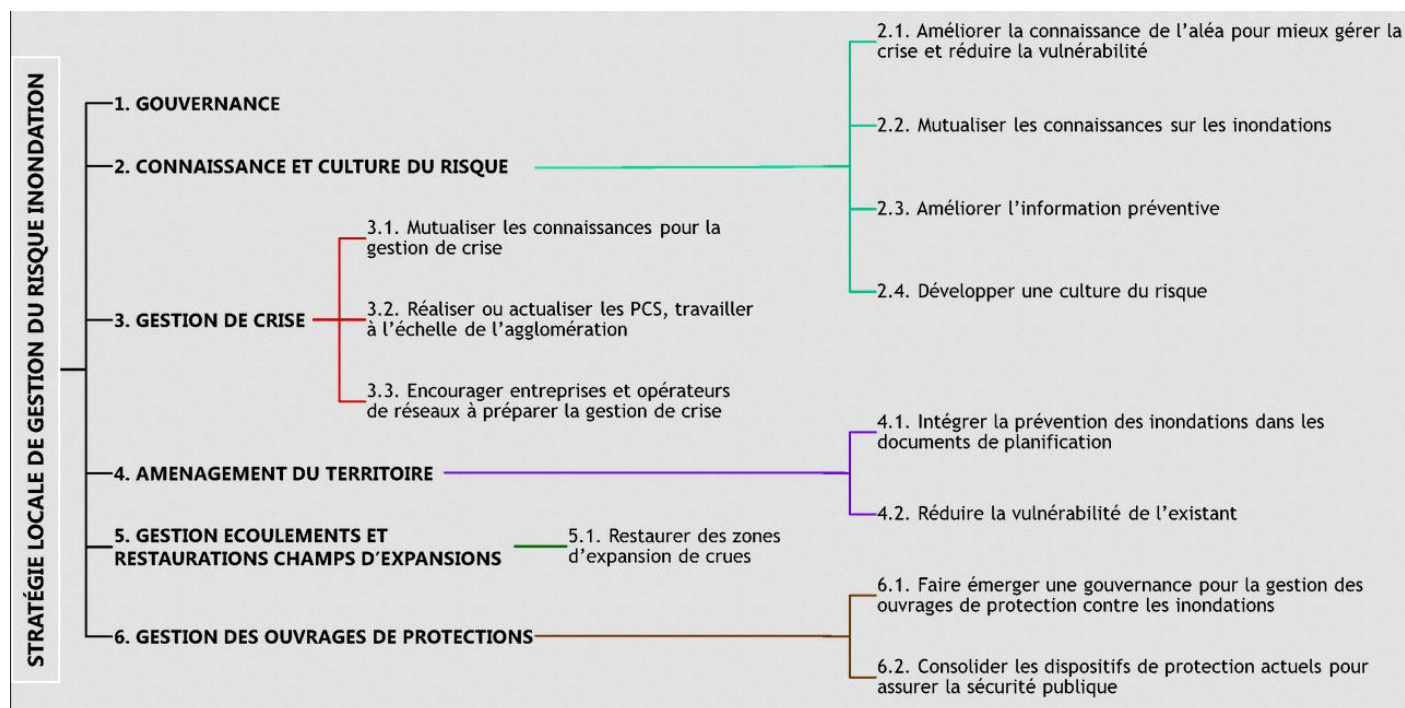 STRATÉGIE LOCALE DE GESTION DU RISQUE INONDATION
1. GOUVERNANCE
2. CONNAISSANCE ET CULTURE DU RISQUE
2.1. Améliorer la connaissance de l'aléa pour mieux gérer la
crise et réduire la vulnérabilité
2.2. Mutualiser les connaissances sur les inondations
2.3. Améliorer l'information préventive
2.4. Développer une culture du risque
3. GESTION DE CRISE
3.1. Mutualiser les connaissances pour la
gestion de crise
3.2. Réaliser ou actualiser les PCS, travailler
à l'échelle de l'agglomération
3.3. Encourager entreprises et opérateurs
de réseaux à préparer la gestion de crise
4. AMENAGEMENT DU TERRITOIRE
4.1. Intégrer la prévention des inondations dans les
documents de planification
4.2. Réduire la vulnérabilité de l'existant
5. GESTION ECOULEMENTS ET
RESTAURATIONS CHAMPS D'EXPANSIONS
5.1. Restaurer des zones
d'expansion de crues
6. GESTION DES OUVRAGES DE PROTECTIONS
6.1. Faire émerger une gouvernance pour la gestion des
ouvrages de protection contre les inondations
6.2. Consolider les dispositifs de protection actuels pour
assurer la sécurité publique